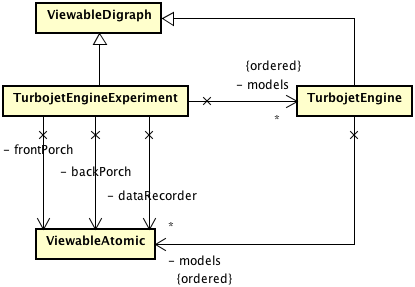 ViewableDigraph
{ordered}
- models
*
TurbojetEngineExperiment
TurbojetEngine
- frontPorch
- backPorch
- dataRecorder
*
ViewableAtomic
- models
{ordered}